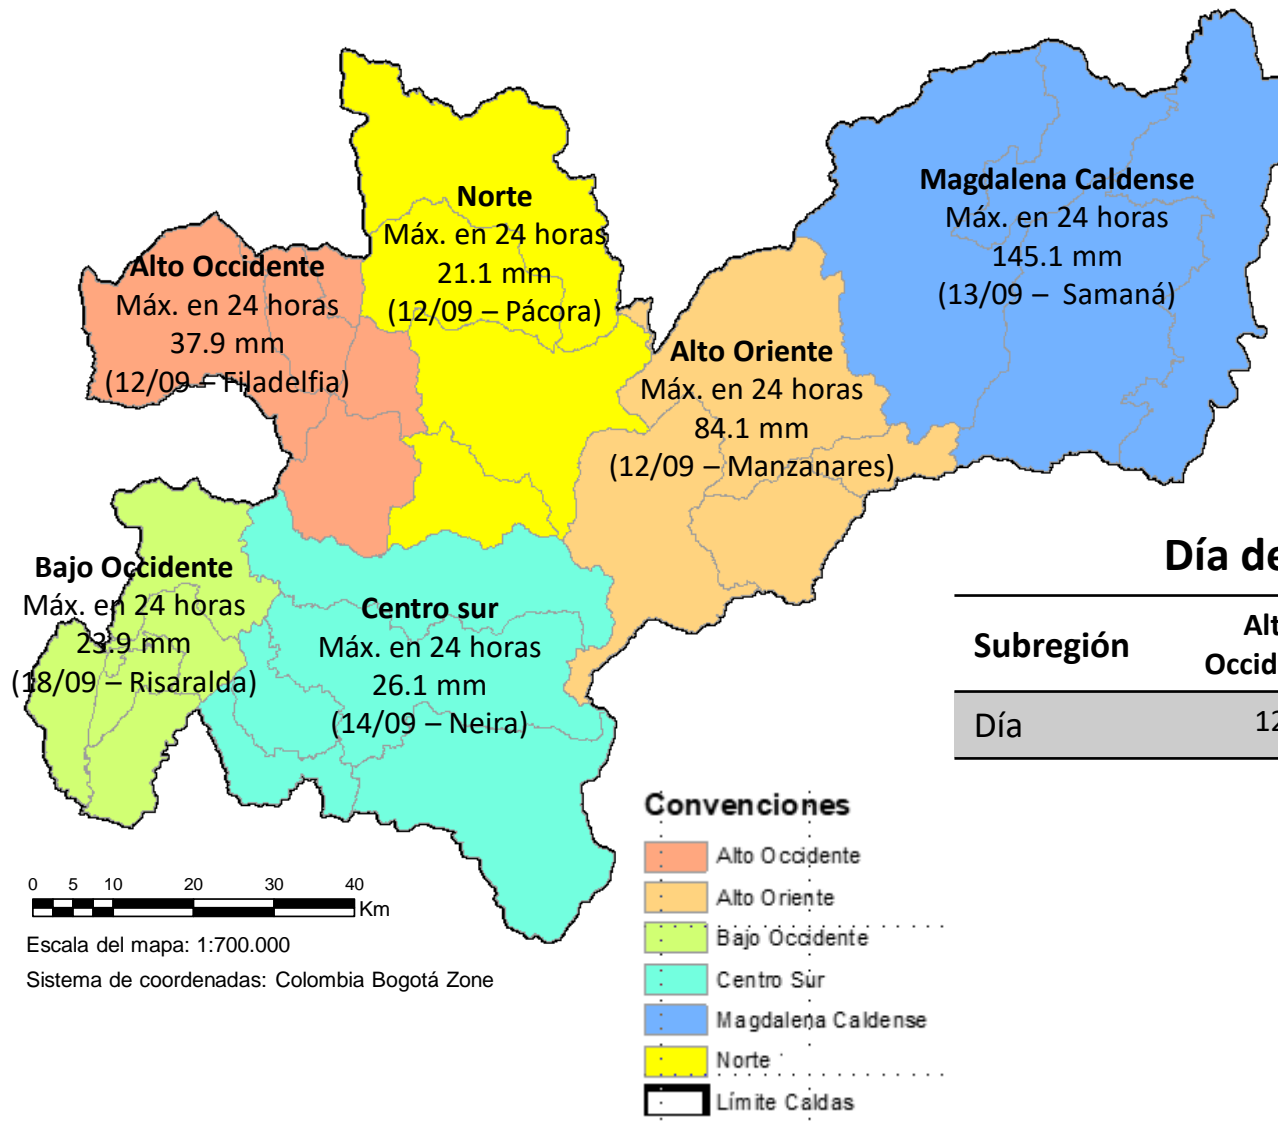 Norte
Máx. en 24 horas
21.1 mm
(12/09 – Pácora)
Magdalena Caldense
Máx. en 24 horas
145.1 mm
(13/09 – Samaná)
Alto Occidente
Máx. en 24 horas
37.9 mm
(12/09 – Filadelfia)
Alto Oriente
Máx. en 24 horas
84.1 mm
(12/09 – Manzanares)
Bajo Occidente
Máx. en 24 horas
23.9 mm
(18/09 – Risaralda)
Centro sur
Máx. en 24 horas
26.1 mm
(14/09 – Neira)
Día de
Subregión
Alt
Occid
Día
12
Convenciones
Alto Occidente
Alto Oriente
Bajo Occidente
Centro Sur
Magdalena Caldense
Norte
Límite Caldas
0 5 10 20 30 40
Km
Escala del mapa: 1:700.000
Sistema de coordenadas: Colombia Bogotá Zone